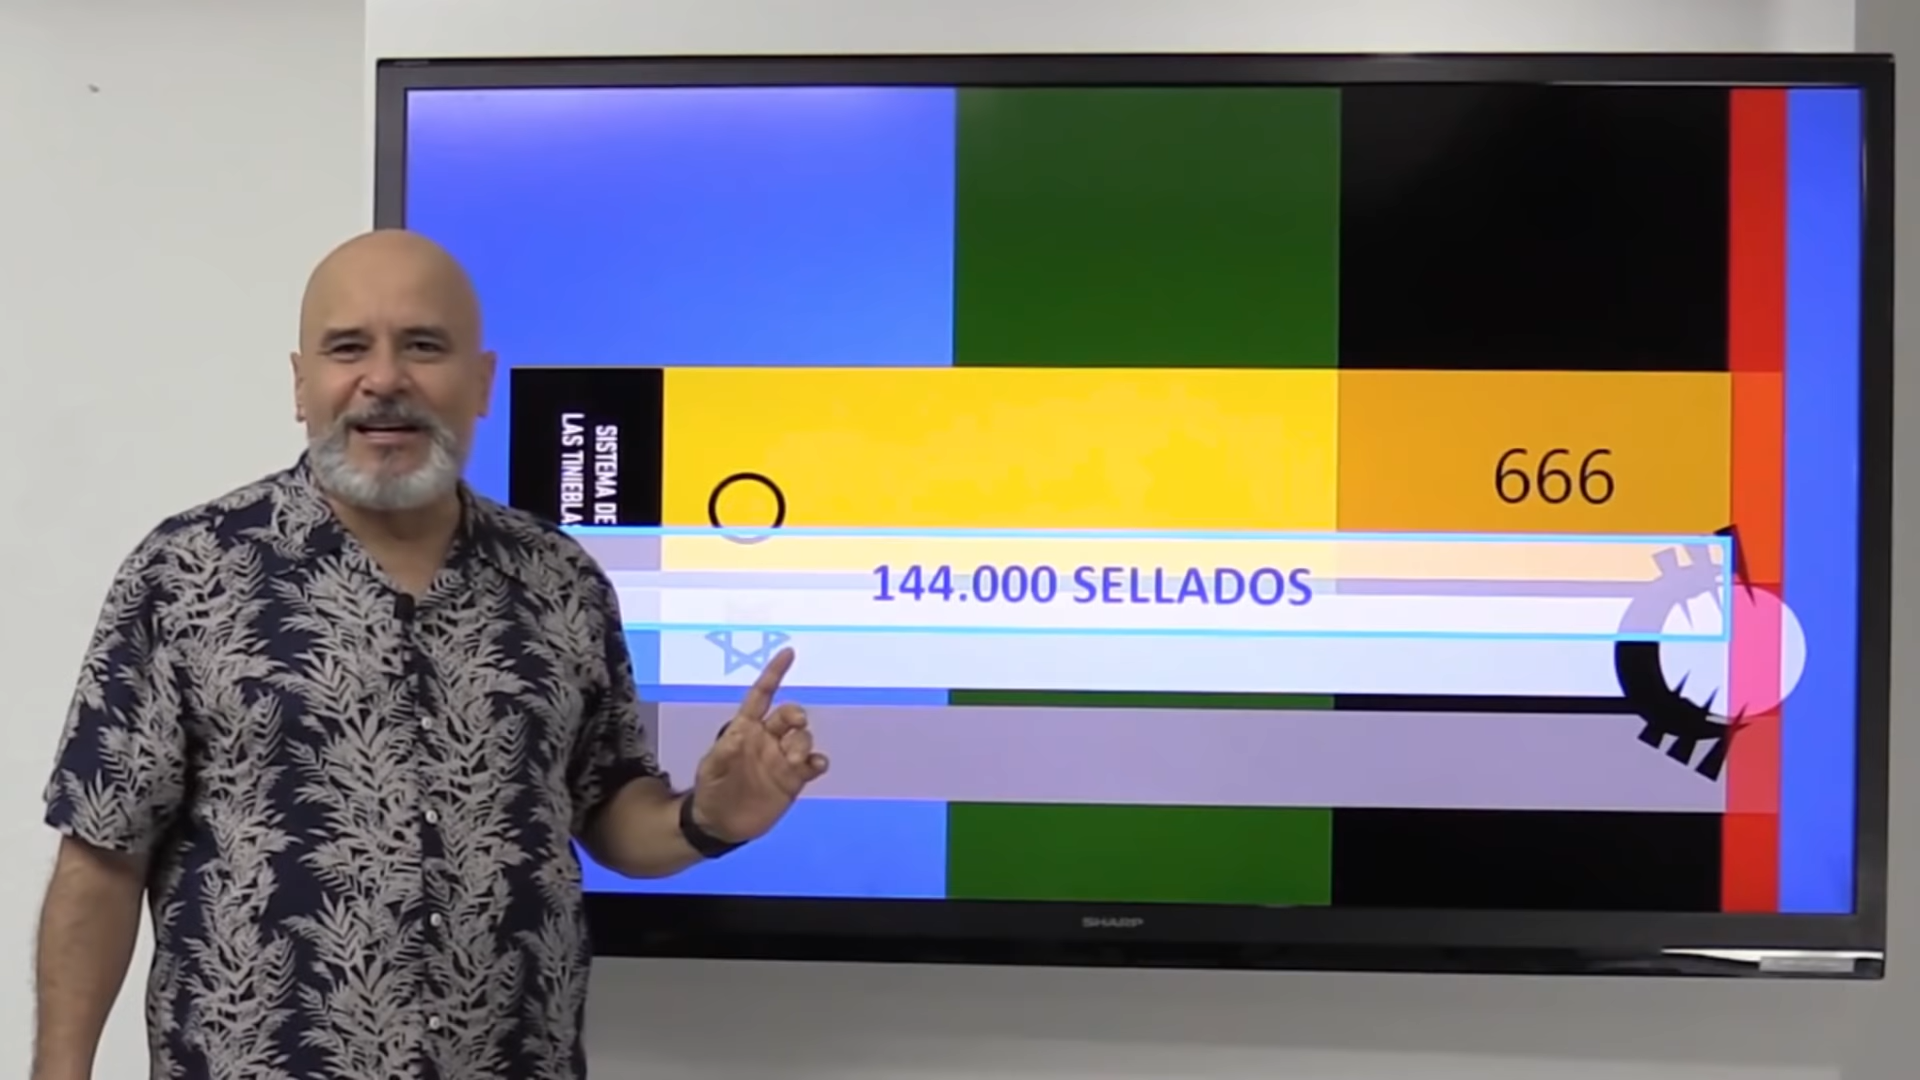 SISTEMA DE
LAS TINIEBLA
666
144.000 SELLADOS
SHARP